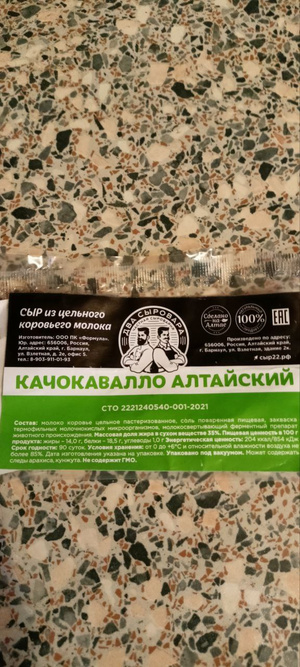 СЫР из цельного
коровьего молока
Изготовитель: ООО ПК «Формула».
Юр. адрес: 656006, Россия,
Алтайский край, г. Барнаул,
ул. Взлетная, д. 2е, офис 5.
тел.: 8-903-911-01-93
ДВА СЫРОВАРА
Сделано
на
Алтае
100%
EAC
Произведено по адресу:
656006, Россия, Алтайский край,
г. Барнаул, ул. Взлетная, здание 2е.
#сыр22.рф
КАЧОКАВАЛЛО АЛТАЙСКИЙ
СТО 2221240540-001-2021
Состав: молоко коровье цельное пастеризованное, соль поваренная пищевая, закваска
термофильных молочнокислых микроорганизмов, молокосвертывающий ферментный препарат
животного происхождения. Массовая доля жира в сухом веществе 35%. Пищевая ценность в 100 г
продукта: жиры - 14,0 г, белки - 18,5 г, углеводы 1,0 г Энергетическая ценность: 204 ккал/854 кДж
Срок годности: 90 суток. Условия хранения: от 0 до +6°С и относительной влажности воздуха не
более 85%. Дата изготовления указана на упаковке. Упаковано под вакуумом. Может содержать
следы арахиса, кунжута. Не содержит ГМО.